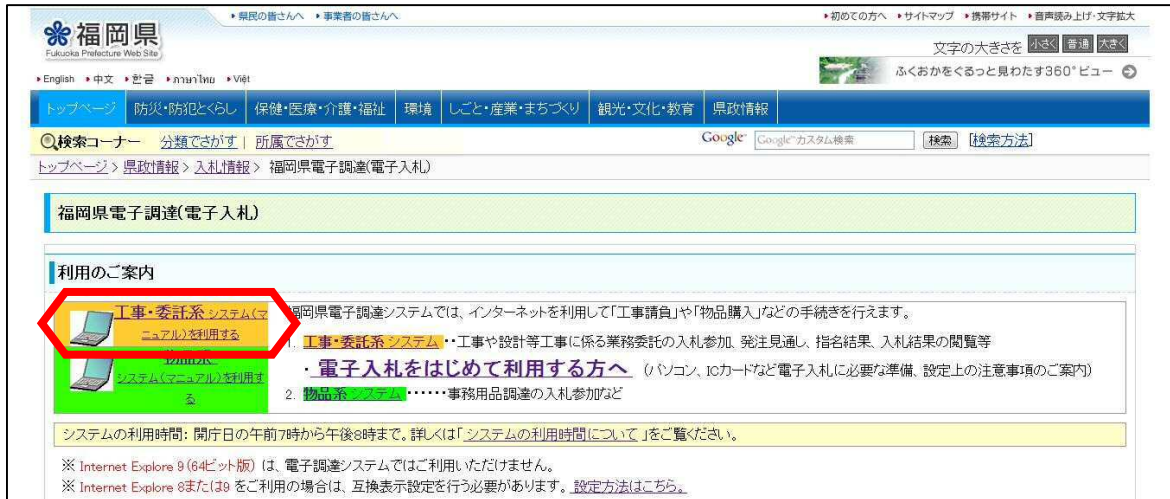 県民の皆さんへ 事業者の皆さんへ 初めての方へ サイトマップ 携帯サイト 音声読み上げ・文字拡大
福岡県
Fukuoka Prefecture Web Site
文字の大きさを 小さく 普通 大きく
English 中文 한글 ภาษาไทย Việt ふくおかをぐるっと見わたす360°ビュー
トップページ 防災・防犯とくらし 保健・医療・介護・福祉 環境 しごと・産業・まちづくり 観光・文化・教育 県政情報
検索コーナー 分類でさがす | 所属でさがす Google™ Google™カスタム検索 検索 [検索方法]
トップページ > 県政情報 > 入札情報 > 福岡県電子調達(電子入札)
福岡県電子調達(電子入札)
利用のご案内
工事・委託系 システム(マ
ニュアル)を利用する
物品系
システム(マニュアル)を利用す
る
福岡県電子調達システムでは、インターネットを利用して「工事請負」や「物品購入」などの手続きを行えます。
1. 工事・委託系 システム ・・工事や設計等工事に係る業務委託の入札参加、発注見通し、指名結果、入札結果の閲覧等
・電子入札をはじめて利用する方へ (パソコン、ICカードなど電子入札に必要な準備、設定上の注意事項のご案内)
2. 物品系 システム ・・・・・・事務用品調達の入札参加など
システムの利用時間: 開庁日の午前7時から午後8時まで。詳しくは「 システムの利用時間について 」をご覧ください。
※ Internet Explore 9 (64ビット版) は、電子調達システムではご利用いただけません。
※ Internet Explore 8または9 をご利用の場合は、互換表示設定を行う必要があります。 設定方法はこちら。